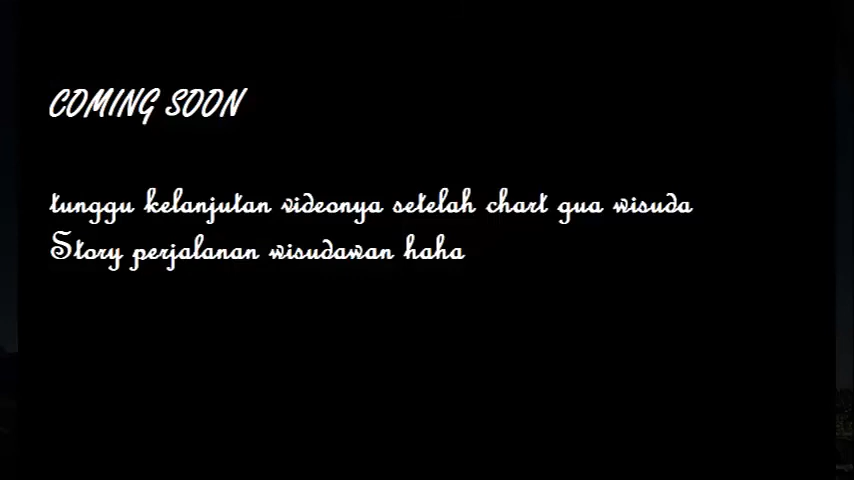 COMING SOON
tunggu kelanjutan videonya setelah chart gua wisuda
Story perjalanan wisudawan haha